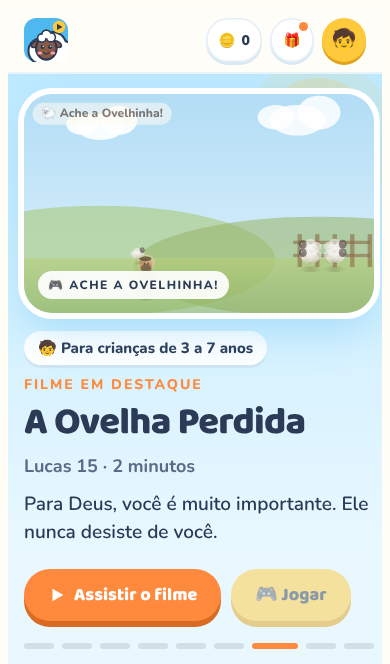 0
Ache a Ovelhinha!
ACHE A OVELHINHA!
Para crianças de 3 a 7 anos
FILME EM DESTAQUE
A Ovelha Perdida
Lucas 15 · 2 minutos
Para Deus, você é muito importante. Ele
nunca desiste de você.
Assistir o filme
Jogar